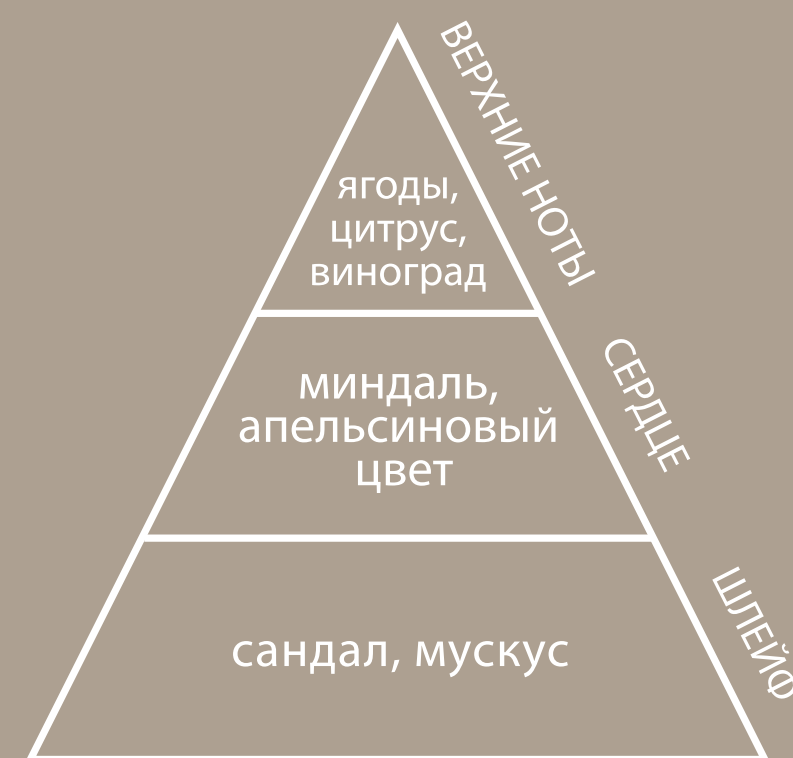 ВЕРХНИЕ НОТЫ
ягоды,
цитрус,
виноград
СЕРДЦЕ
миндаль,
апельсиновый
цвет
ШЛЕЙФ
сандал, мускус